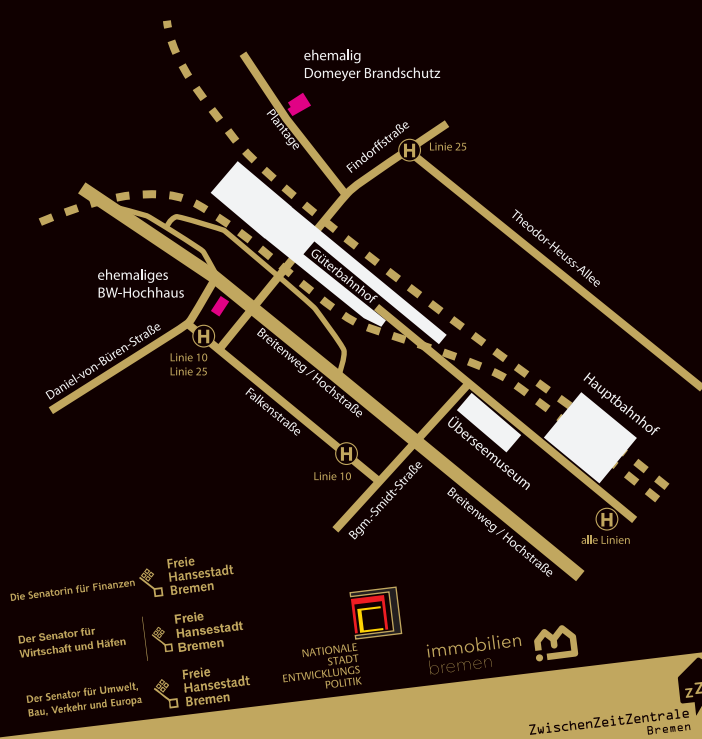 ehemalig
Domeyer Brandschutz
Plantage
Findorffstraße
H
Linie 25
Theodor-Heuss-Allee
Güterbahnhof
ehemaliges
BW-Hochhaus
H
Linie 10
Linie 25
Daniel-von-Büren-Straße
Breitenweg / Hochstraße
Falkenstraße
Hauptbahnhof
Überseemuseum
H
Linie 10
Bgm.-Smidt-Straße
Breitenweg / Hochstraße
H
alle Linien
Die Senatorin für Finanzen
Freie
Hansestadt
Bremen
Der Senator für
Wirtschaft und Häfen
Freie
Hansestadt
Bremen
Der Senator für Umwelt,
Bau, Verkehr und Europa
Freie
Hansestadt
Bremen
NATIONALE
STADT
ENTWICKLUNGS
POLITIK
immobilien
bremen
zZ
ZwischenZeitZentrale
Bremen